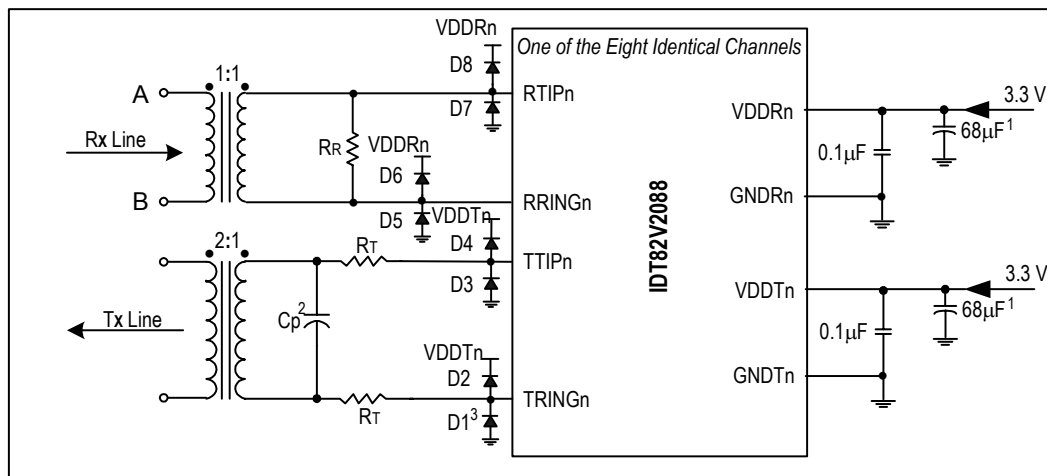 One of the Eight Identical Channels
VDDRn
D8
D7
1:1
A
B
Rx Line
RR
VDDRn
D6
D5
RTIPn
RRINGn
VDDTn
D4
D3
TTIPn
2:1
Tx Line
RT
Cp2
RT
VDDTn
D2
D13
TRINGn
IDT82V2088
VDDRn
GNDRn
0.1µF
68µF1
3.3 V
VDDTn
GNDTn
0.1µF
68µF1
3.3 V